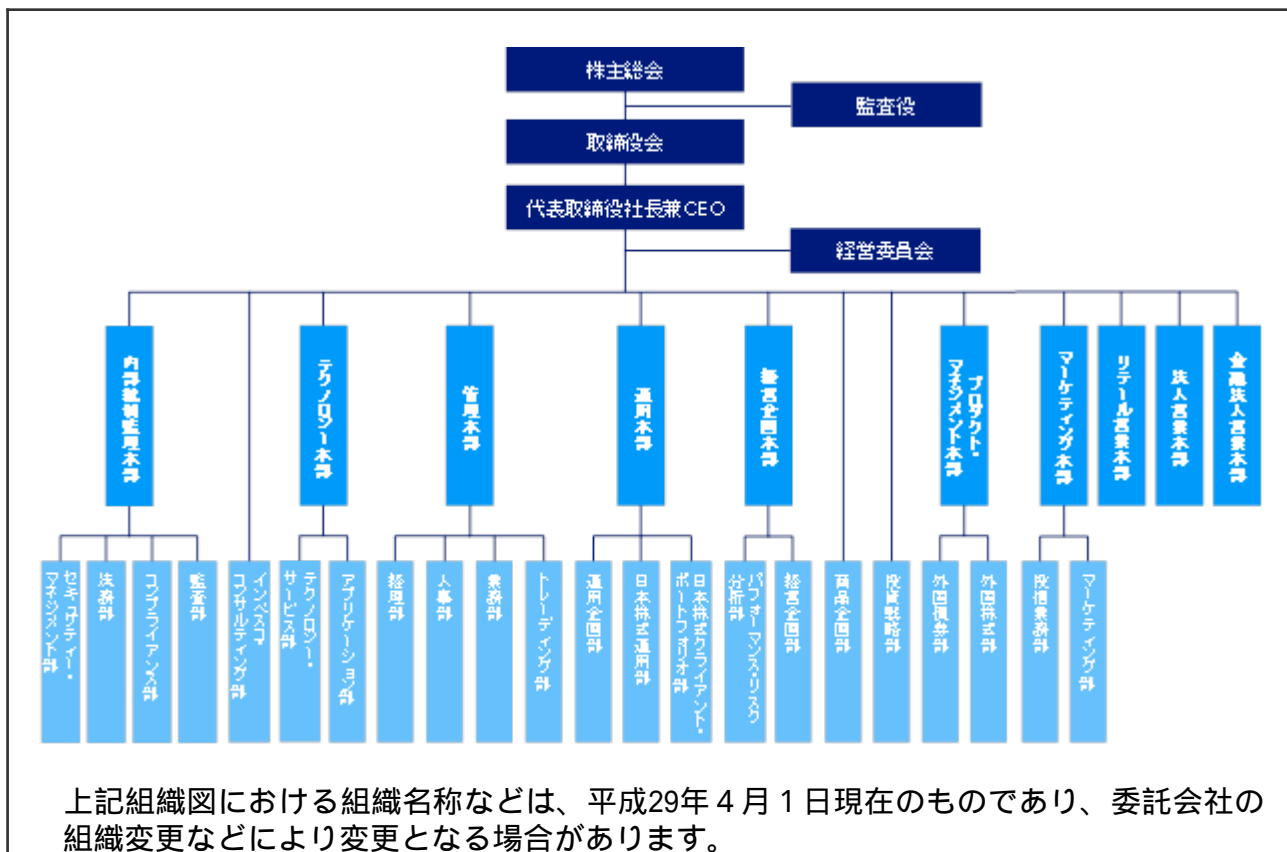 株主総会
監査役
取締役会
代表取締役社長兼CEO
経営委員会
内部統制監理本部
テクノロジー本部
管理本部
運用本部
経営企画本部
プロダクト・
マネジメント本部
マーケティング本部
リテール営業本部
法人営業本部
金融法人営業本部
セキュリティー・
マネジメント部
法務部
コンプライアンス部
監査部
インベスコ・
コンサルティング部
テクノロジー・
サービス部
アプリケーション部
経理部
人事部
業務部
トレーディング部
運用企画部
日本株式運用部
日本株式クライアント・
ポートフォリオ部
パフォーマンス・リスク
分析部
経営企画部
商品企画部
投資戦略部
外国債券部
外国株式部
投信業務部
マーケティング部
上記組織図における組織名称などは、平成29年4月1日現在のものであり、委託会社の
組織変更などにより変更となる場合があります。